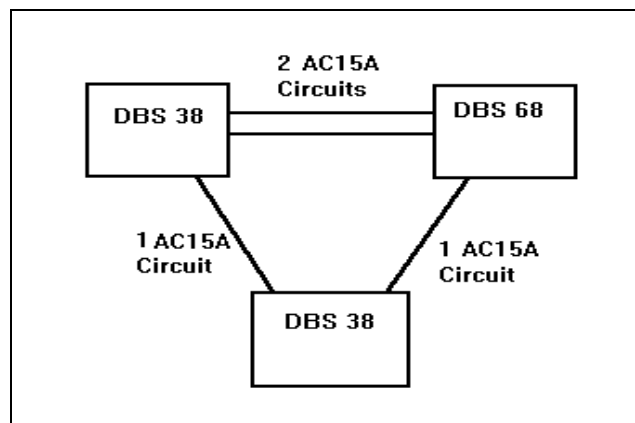 2 AC15A
Circuits
DBS 38
DBS 68
1 AC15A
Circuit
1 AC15A
Circuit
DBS 38